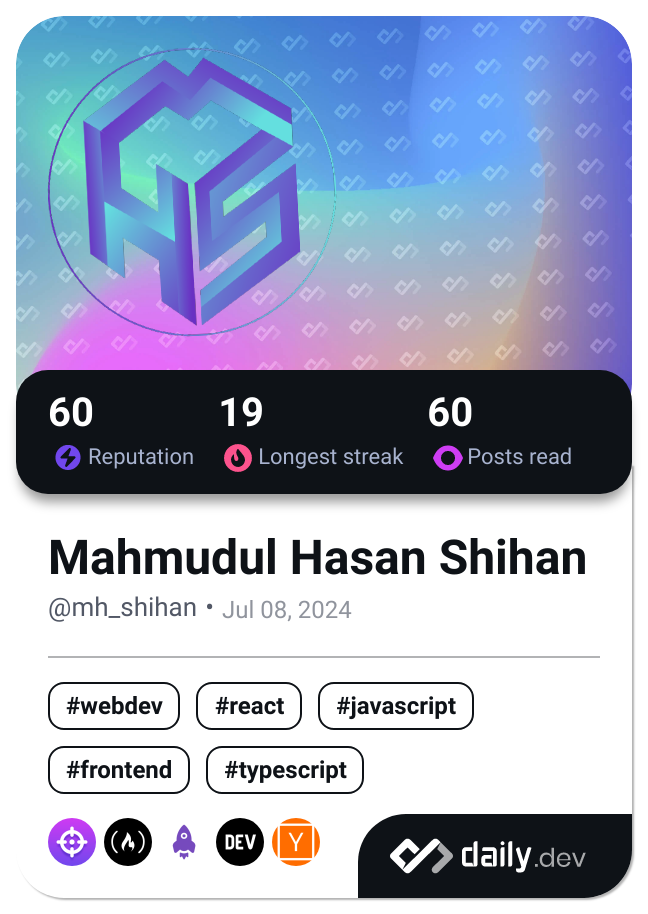 MHS
60 19 60
Reputation Longest streak Posts read
Mahmudul Hasan Shihan
@mh_shihan • Jul 08, 2024
#webdev #react #javascript
#frontend #typescript
DEV Y
daily.dev